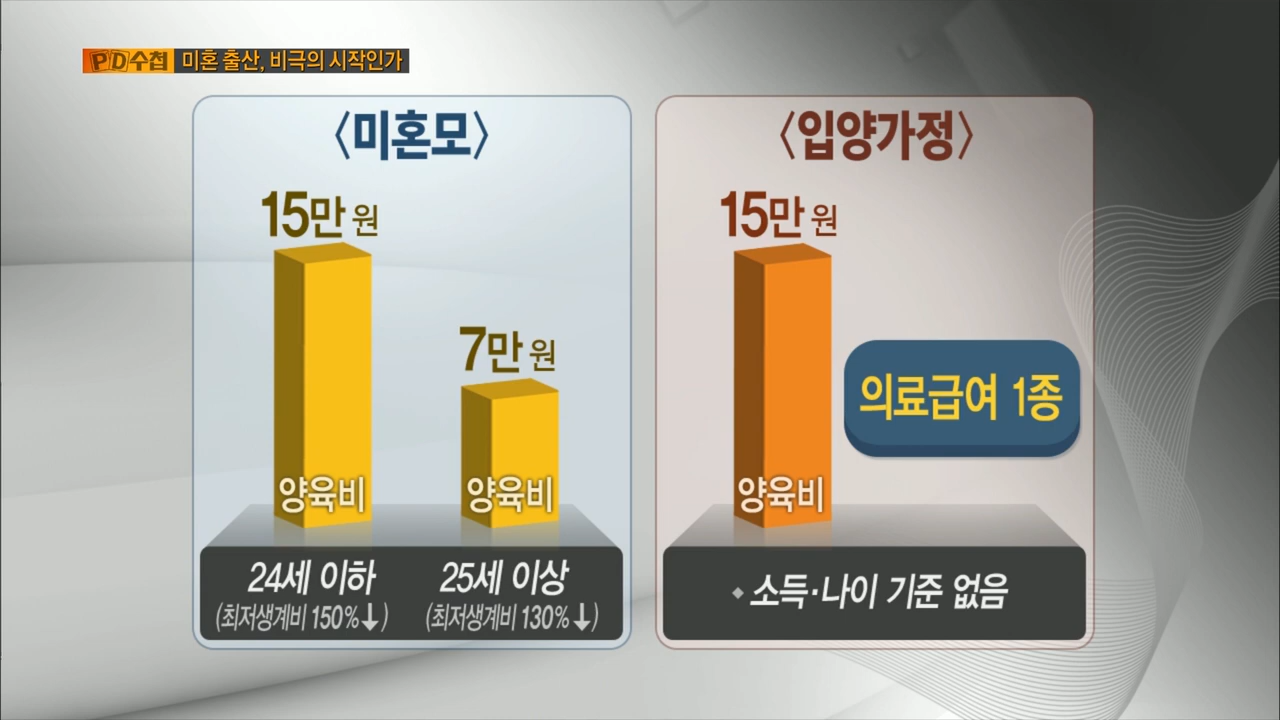 PD수첩 미혼 출산, 비극의 시작인가
〈미혼모〉
15만 원
7만 원
양육비
양육비
24세 이하
(최저생계비 150%↓)
25세 이상
(최저생계비 130%↓)
〈입양가정〉
15만 원
의료급여 1종
양육비
◆ 소득·나이 기준 없음